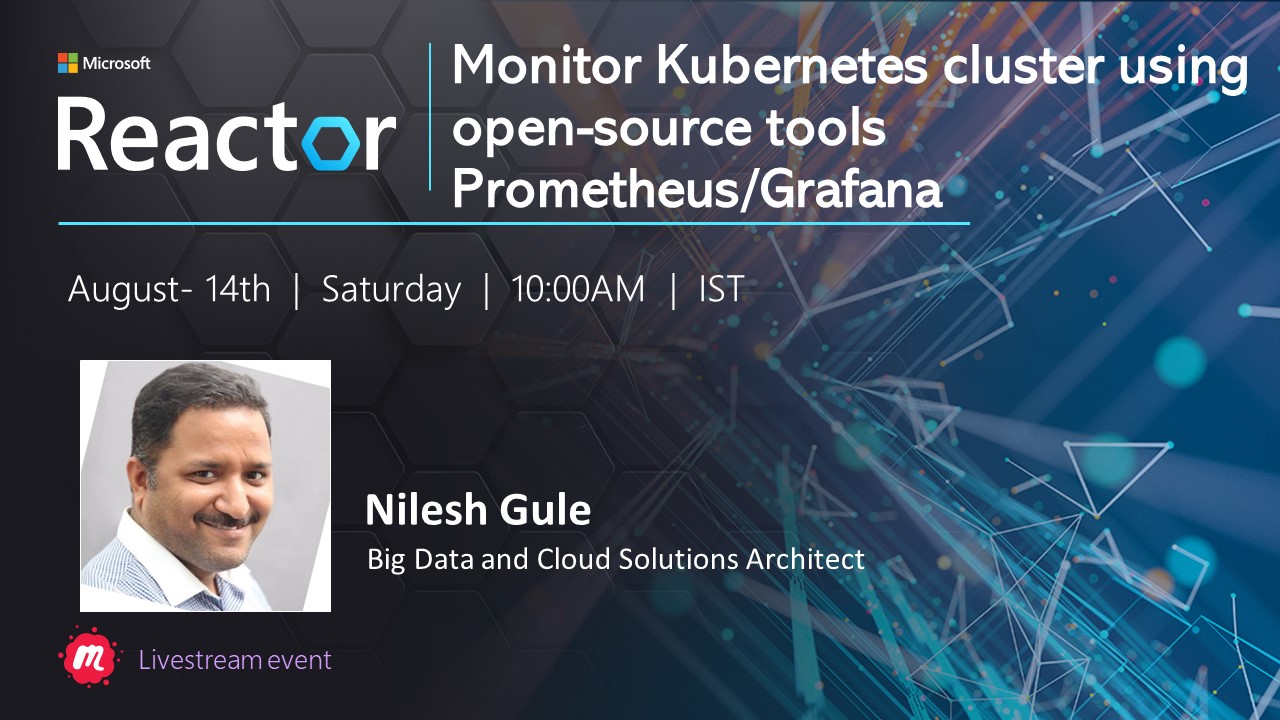 Microsoft
Reactor
Monitor Kubernetes cluster using
open-source tools
Prometheus/Grafana
August- 14th | Saturday | 10:00AM | IST
Nilesh Gule
Big Data and Cloud Solutions Architect
m
Livestream event